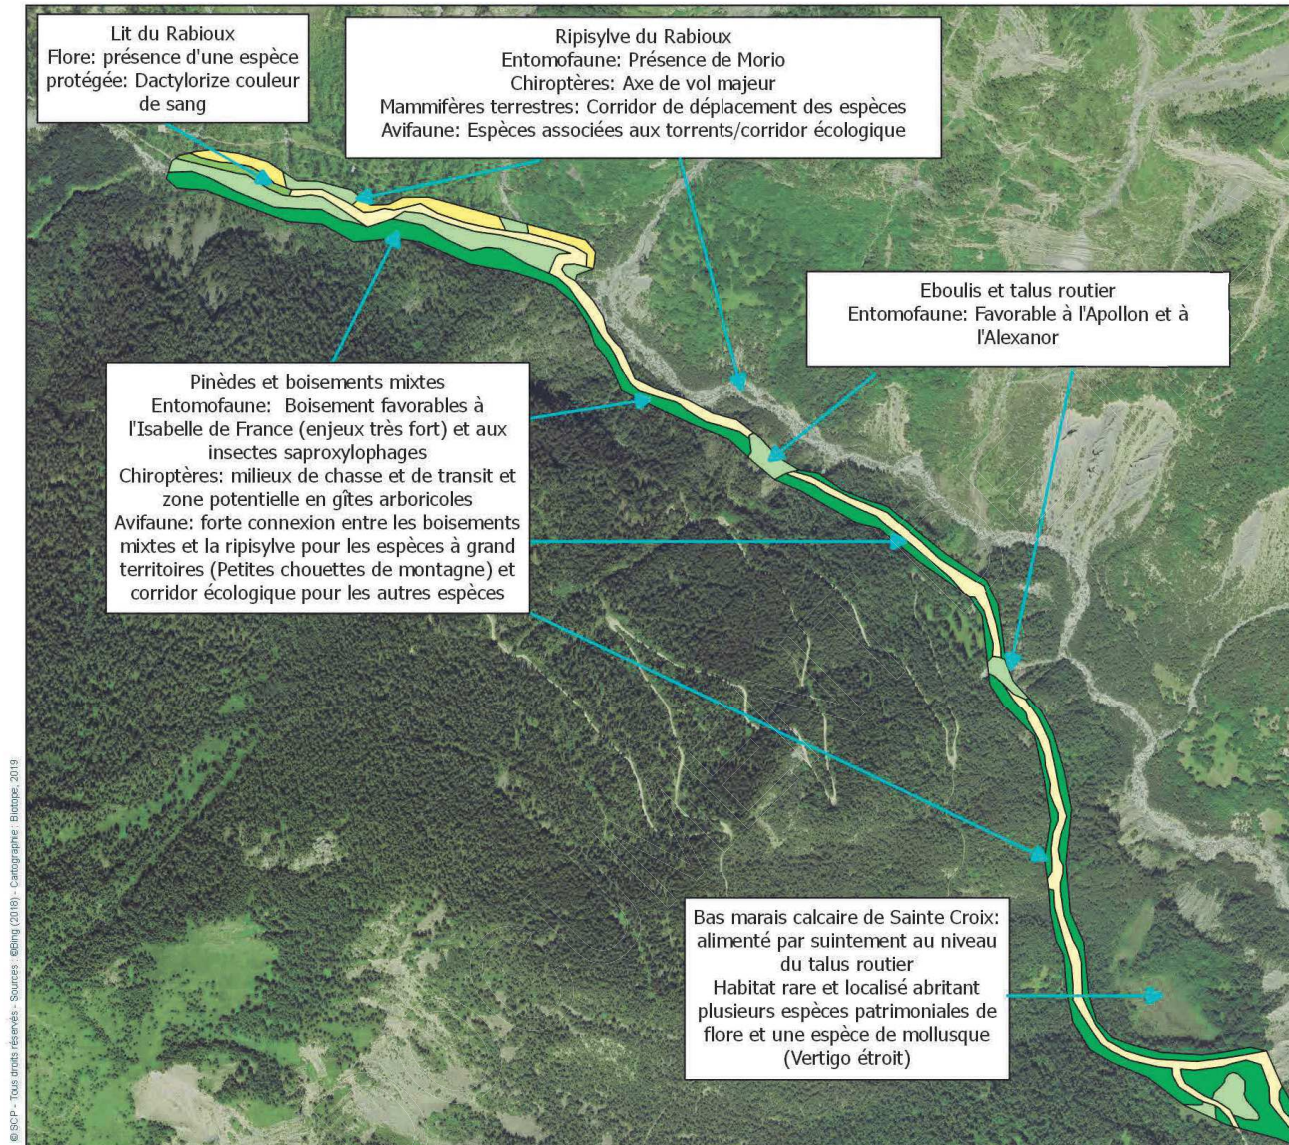 Lit du Rabioux
Flore: présence d'une espèce
protégée: Dactylorize couleur
de sang
Ripisylve du Rabioux
Entomofaune: Présence de Morio
Chiroptères: Axe de vol majeur
Mammifères terrestres: Corridor de déplacement des espèces
Avifaune: Espèces associées aux torrents/corridor écologique
Eboulis et talus routier
Entomofaune: Favorable à l'Apollon et à
l'Alexanor
Pinèdes et boisements mixtes
Entomofaune: Boisement favorables à
l'Isabelle de France (enjeux très fort) et aux
insectes saproxylophages
Chiroptères: milieux de chasse et de transit et
zone potentielle en gîtes arboricoles
Avifaune: forte connexion entre les boisements
mixtes et la ripisylve pour les espèces à grand
territoires (Petites chouettes de montagne) et
corridor écologique pour les autres espèces
Bas marais calcaire de Sainte Croix:
alimenté par suintement au niveau
du talus routier
Habitat rare et localisé abritant
plusieurs espèces patrimoniales de
flore et une espèce de mollusque
(Vertigo étroit)
© SCP - Tous droits réservés - Sources : ©Bing (2018) - Cartographie : Biotope, 2019